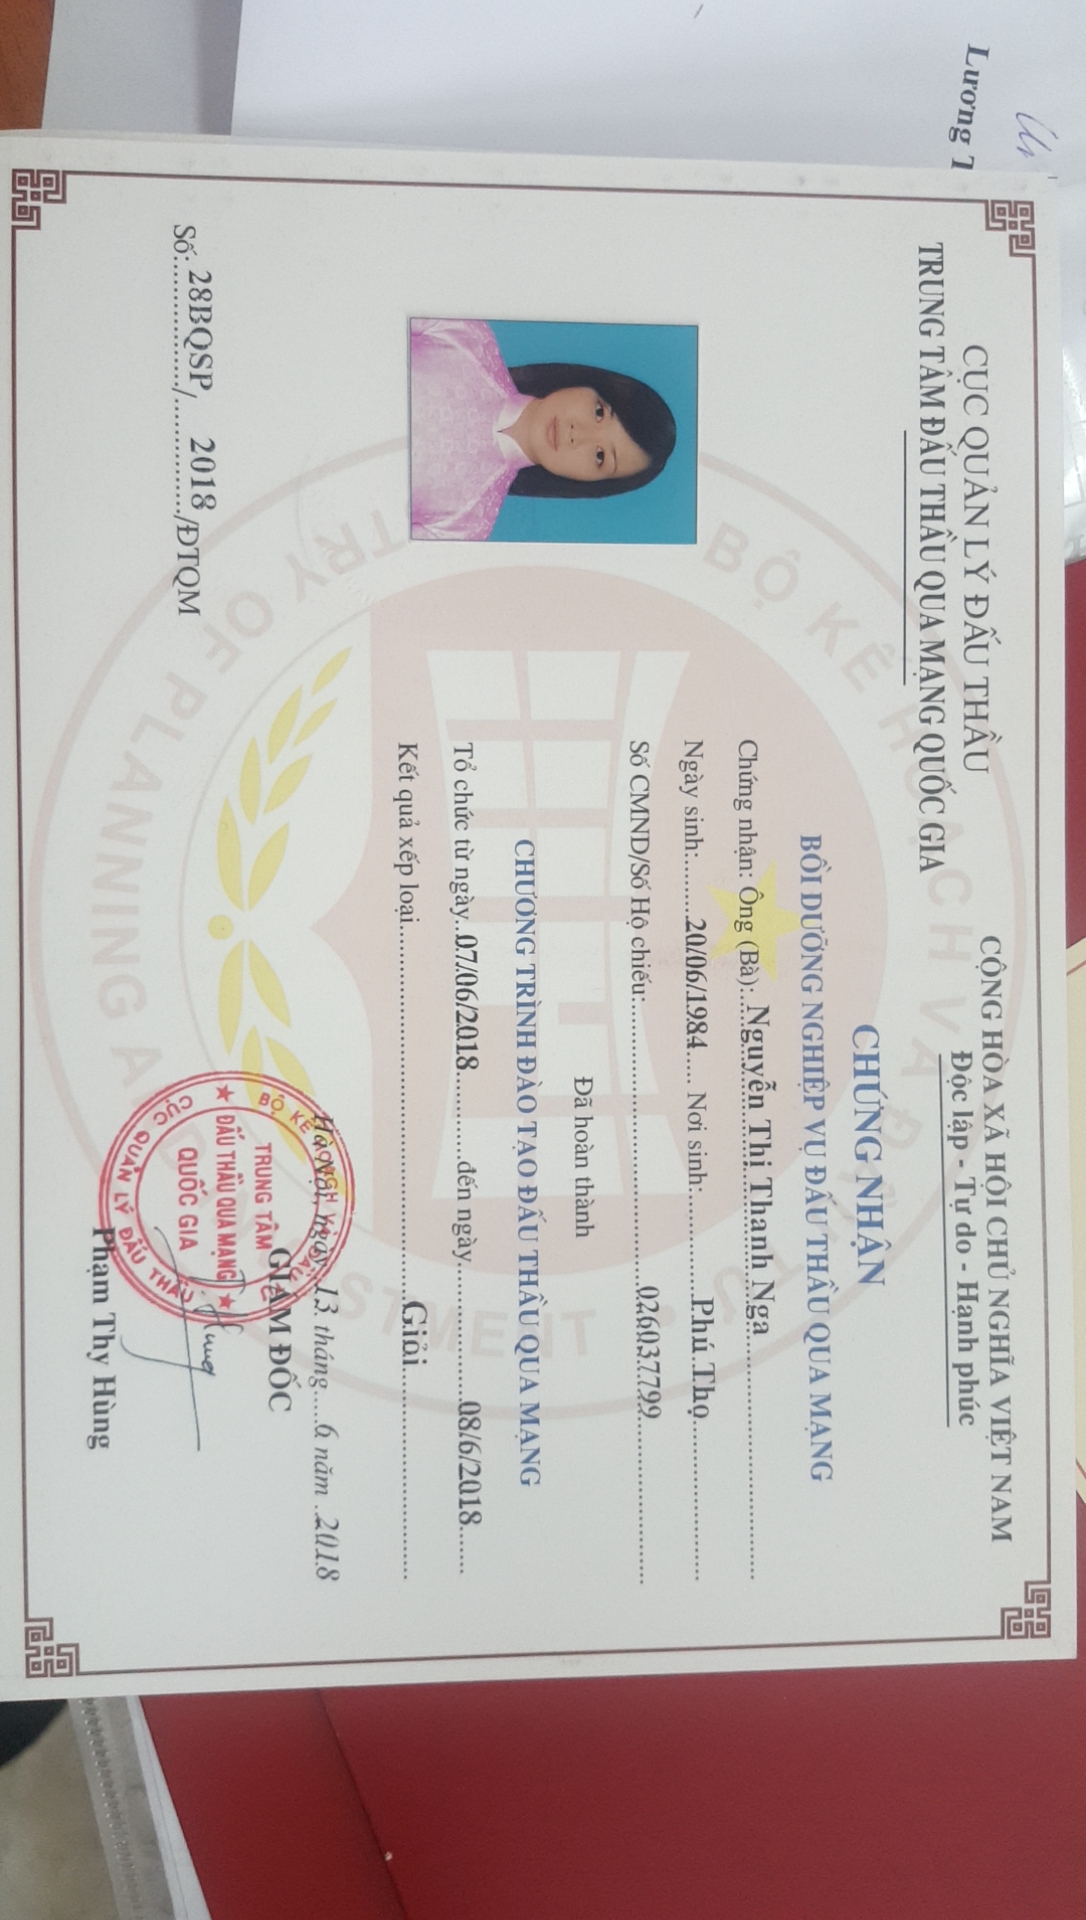 Lương T
CỤC QUẢN LÝ ĐẤU THẦU
TRUNG TÂM ĐẤU THẦU QUA MẠNG QUỐC GIA
CỘNG HÒA XÃ HỘI CHỦ NGHĨA VIỆT NAM
Độc lập - Tự do - Hạnh phúc
CHỨNG NHẬN
BỒI DƯỠNG NGHIỆP VỤ ĐẤU THẦU QUA MẠNG
Chứng nhận: Ông (Bà):...Nguyễn Thi Thanh Nga
Ngày sinh:.........20/06/1984.... Nơi sinh:...............Phú Thọ
Số CMND/Số Hộ chiếu:...026037799
Đã hoàn thành
CHƯƠNG TRÌNH ĐÀO TẠO ĐẤU THẦU QUA MẠNG
Tổ chức từ ngày..07/06/2018............đến ngày...................08/6/2018......
Kết quả xếp loại...Giỏi
Hà Nội, ngày 13 tháng....6 năm ..2018
GIÁM ĐỐC
Phạm Thy Hùng
Số: 28BQSP/ 2018 /ĐTQM
BỘ KẾ HOẠCH VÀ ĐẦU TƯ
CỤC QUẢN LÝ ĐẤU THẦU
TRUNG TÂM
ĐẤU THẦU QUA MẠNG
QUỐC GIA
BỘ KẾ HOẠCH VÀ ĐẦU TƯ